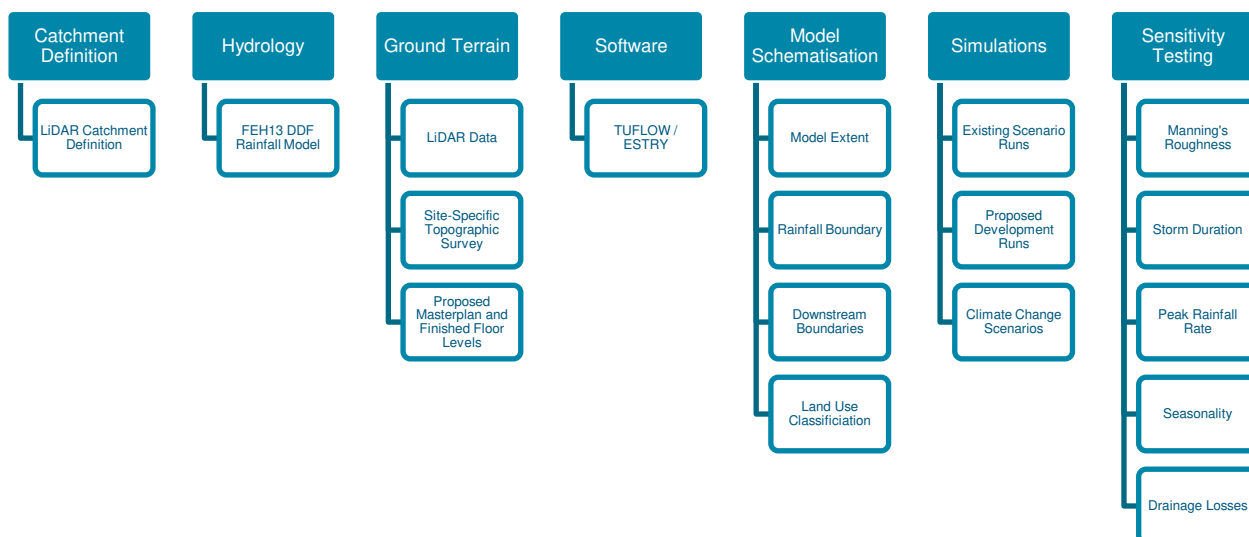 Catchment
Definition
LiDAR Catchment
Definition
Hydrology
FEH13 DDF
Rainfall Model
Ground Terrain
LiDAR Data
Site-Specific
Topographic
Survey
Proposed
Masterplan and
Finished Floor
Levels
Software
TUFLOW /
ESTRY
Model
Schematisation
Model Extent
Rainfall Boundary
Downstream
Boundaries
Land Use
Classificiation
Simulations
Existing Scenario
Runs
Proposed
Development
Runs
Climate Change
Scenarios
Sensitivity
Testing
Manning's
Roughness
Storm Duration
Peak Rainfall
Rate
Seasonality
Drainage Losses